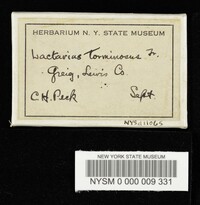 HERBARIUM N. Y. STATE MUSEUM
Lactarius torminosus Fr.
Greig, Lewis Co.
C.H. Peck Sept.
NYSf11065
NEW YORK STATE MUSEUM
NYSM 0 000 009 331